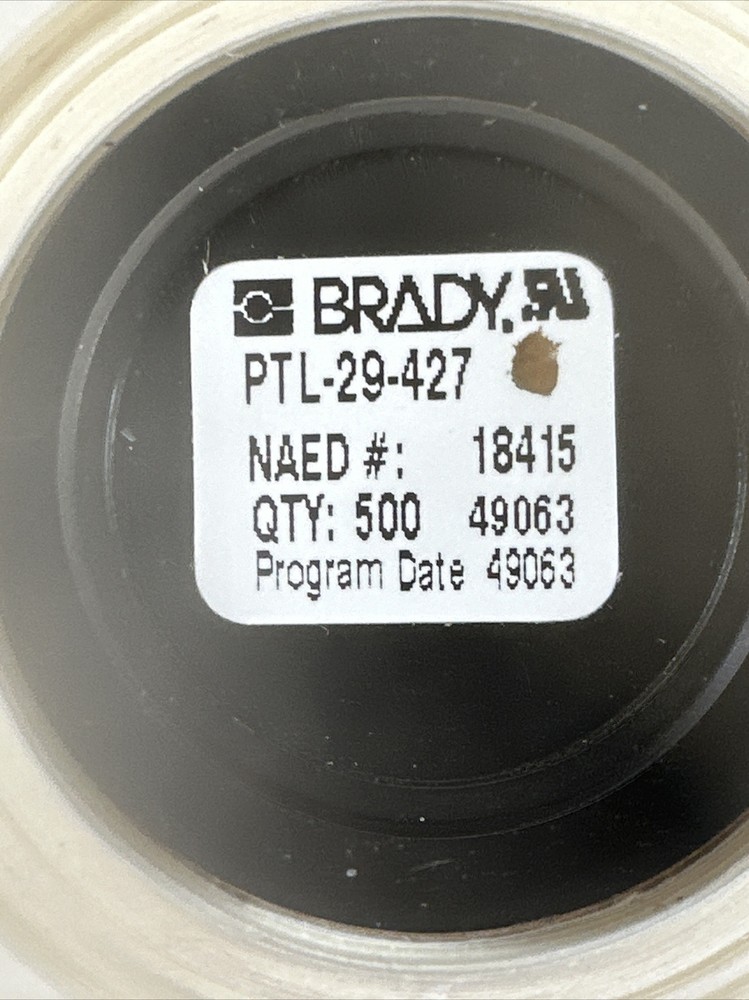 BRADY.
PTL-29-427
NAED #: 18415
QTY: 500 49063
Program Date 49063